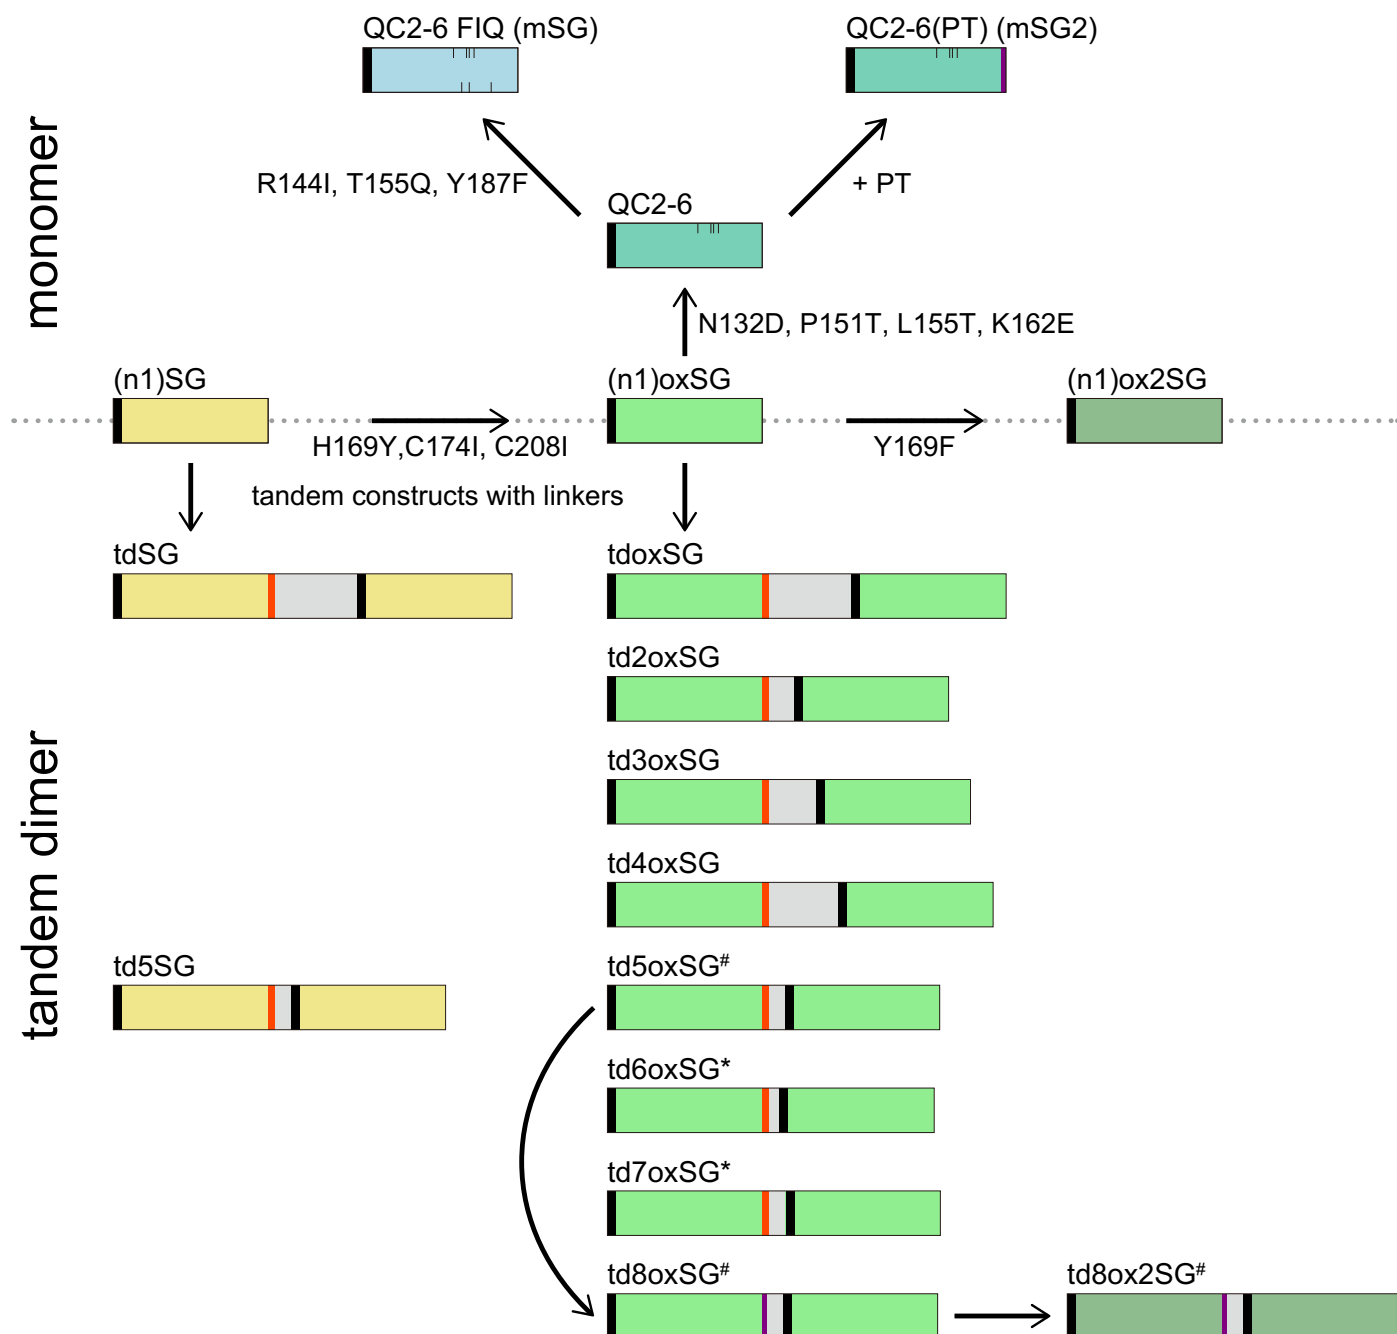 QC2-6 FIQ (mSG)
QC2-6(PT) (mSG2)
monomer
R144I, T155Q, Y187F
+ PT
QC2-6
N132D, P151T, L155T, K162E
(n1)SG
(n1)oxSG
(n1)ox2SG
H169Y,C174I, C208I
Y169F
tandem constructs with linkers
tdSG
tdoxSG
td2oxSG
tandem dimer
td3oxSG
td4oxSG
td5SG
td5oxSG#
td6oxSG*
td7oxSG*
td8oxSG#
td8ox2SG#